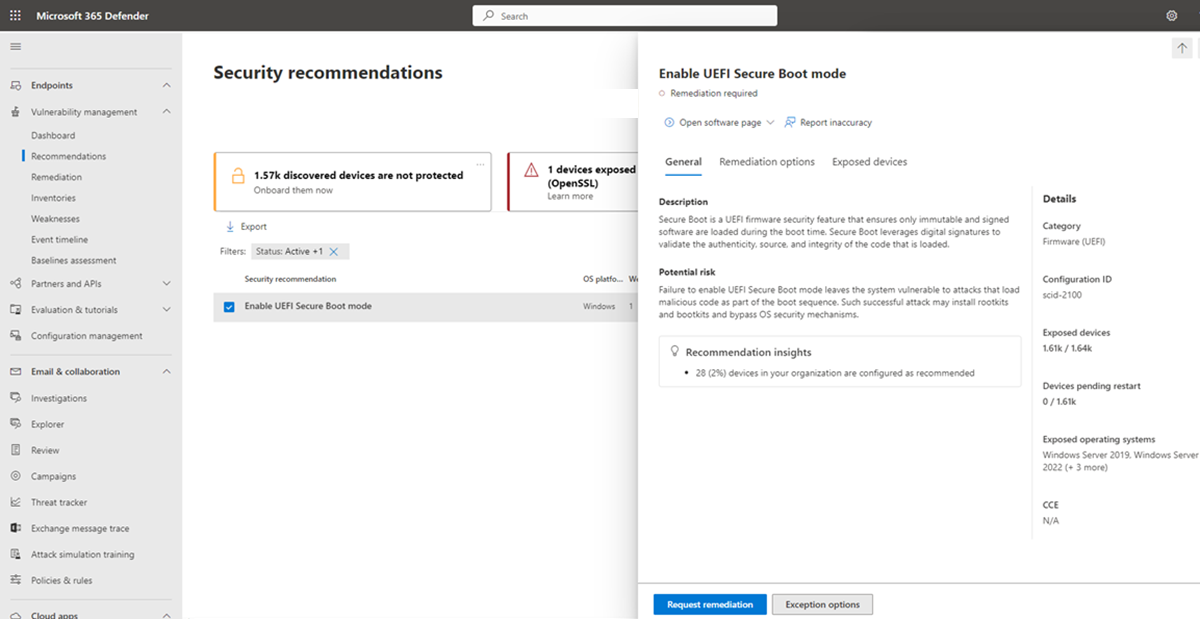 Microsoft 365 Defender
Search
Endpoints
Vulnerability management
Dashboard
Recommendations
Remediation
Inventories
Weaknesses
Event timeline
Baselines assessment
Partners and APIs
Evaluation & tutorials
Configuration management
Email & collaboration
Investigations
Explorer
Review
Campaigns
Threat tracker
Exchange message trace
Attack simulation training
Policies & rules
Cloud apps
Security recommendations
1.57k discovered devices are not protected
Onboard them now
...
1 devices exposed
(OpenSSL)
Learn more
Export
Filters: Status: Active +1
Security recommendation OS platfo... We
Enable UEFI Secure Boot mode Windows 1
Enable UEFI Secure Boot mode
Remediation required
Open software page Report inaccuracy
General Remediation options Exposed devices
Description
Secure Boot is a UEFI firmware security feature that ensures only immutable and signed
software are loaded during the boot time. Secure Boot leverages digital signatures to
validate the authenticity, source, and integrity of the code that is loaded.
Potential risk
Failure to enable UEFI Secure Boot mode leaves the system vulnerable to attacks that load
malicious code as part of the boot sequence. Such successful attack may install rootkits
and bootkits and bypass OS security mechanisms.
Recommendation insights
• 28 (2%) devices in your organization are configured as recommended
Details
Category
Firmware (UEFI)
Configuration ID
scid-2100
Exposed devices
1.61k / 1.64k
Devices pending restart
0 / 1.61k
Exposed operating systems
Windows Server 2019, Windows Server
2022 (+ 3 more)
CCE
N/A
Request remediation Exception options